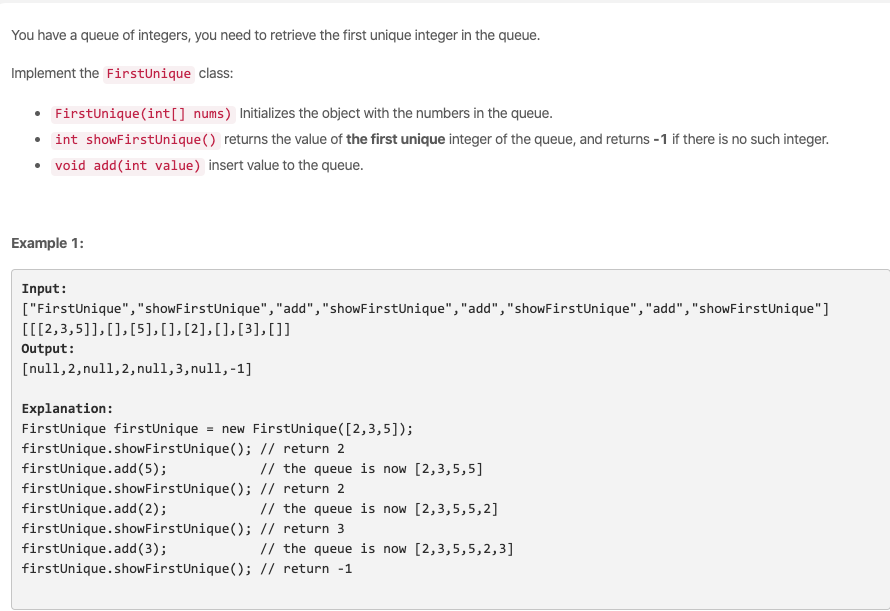 You have a queue of integers, you need to retrieve the first unique integer in the queue.
Implement the FirstUnique class:
• FirstUnique(int[] nums) Initializes the object with the numbers in the queue.
• int showFirstUnique() returns the value of the first unique integer of the queue, and returns -1 if there is no such integer.
• void add(int value) insert value to the queue.
Example 1:
Input:
["FirstUnique","showFirstUnique","add","showFirstUnique","add","showFirstUnique","add","showFirstUnique"]
[[[2,3,5]],[],[5],[],[2],[],[3],[]]
Output:
[null,2,null,2,null,3,null,-1]
Explanation:
FirstUnique firstUnique = new FirstUnique([2,3,5]);
firstUnique.showFirstUnique(); // return 2
firstUnique.add(5);            // the queue is now [2,3,5,5]
firstUnique.showFirstUnique(); // return 2
firstUnique.add(2);            // the queue is now [2,3,5,5,2]
firstUnique.showFirstUnique(); // return 3
firstUnique.add(3);            // the queue is now [2,3,5,5,2,3]
firstUnique.showFirstUnique(); // return -1